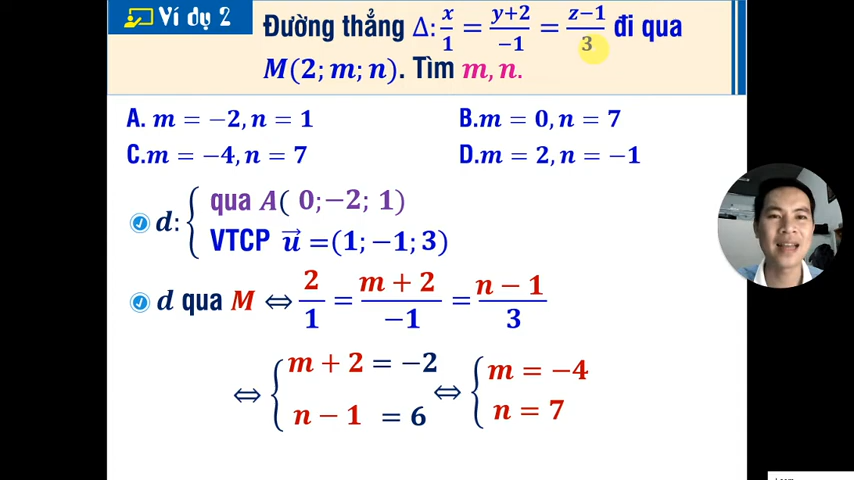 Ví dụ 2
Đường thẳng Δ: x/1 = (y+2)/−1 = (z−1)/3 đi qua
M(2; m; n). Tìm m, n.
A. m = −2, n = 1
B. m = 0, n = 7
C. m = −4, n = 7
D. m = 2, n = −1
d: { qua A( 0; −2; 1)
VTCP u⃗ = (1; −1; 3)
d qua M ⇔ 2/1 = (m + 2)/−1 = (n − 1)/3
⇔ { m + 2 = −2 ⇔ { m = −4
n − 1 = 6 n = 7